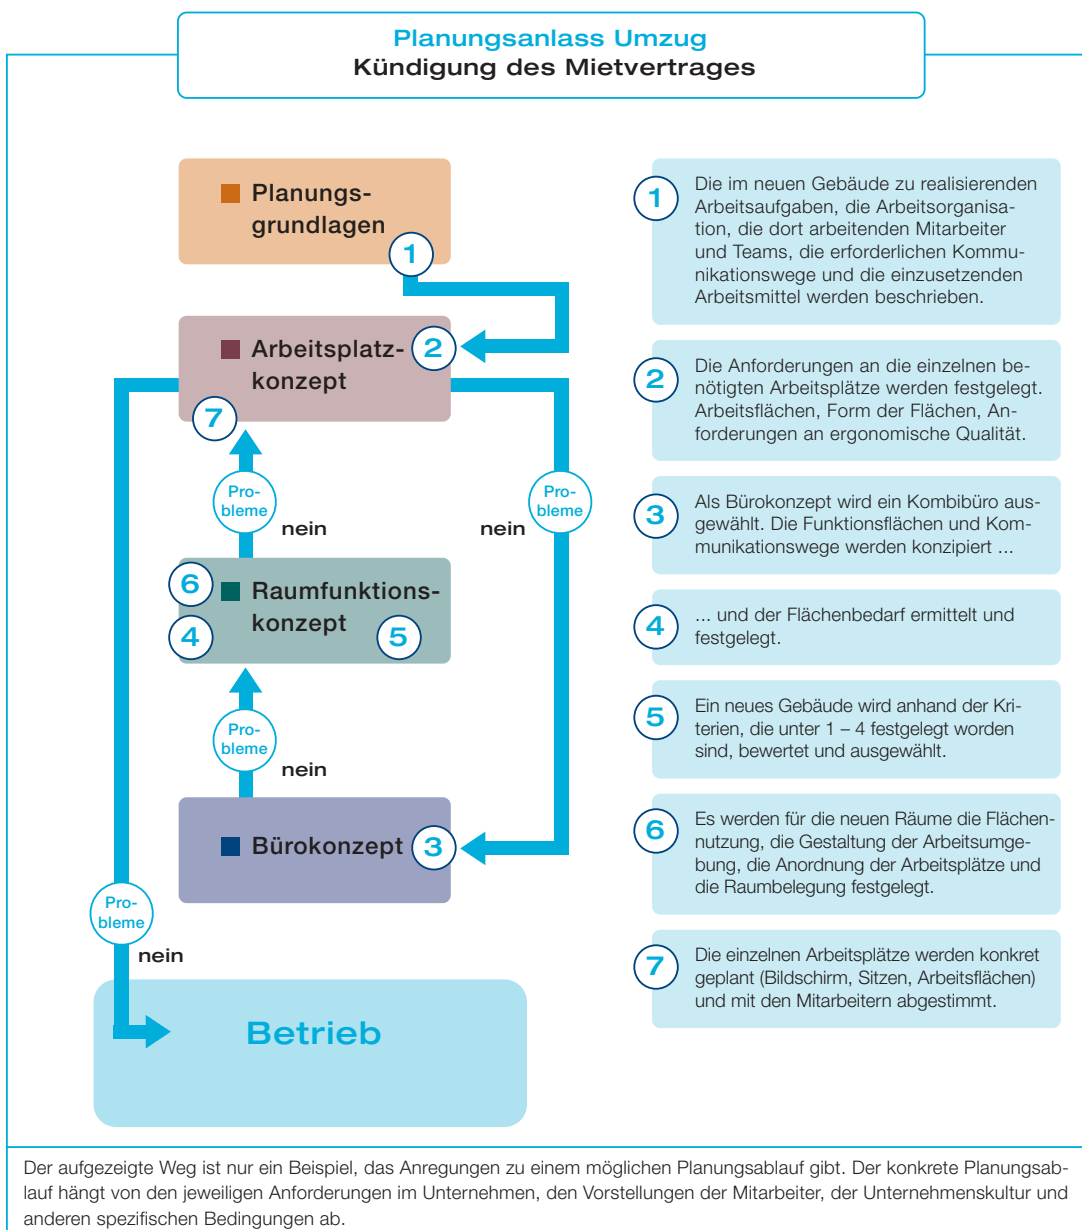 Planungsanlass Umzug
Kündigung des Mietvertrages
Planungs-
grundlagen
1
Arbeitsplatz-
konzept
2
7
Pro-
bleme
nein
Pro-
bleme
nein
6
Raumfunktions-
konzept
4
5
Pro-
bleme
nein
Bürokonzept
3
Pro-
bleme
nein
Betrieb
1
Die im neuen Gebäude zu realisierenden
Arbeitsaufgaben, die Arbeitsorganisa-
tion, die dort arbeitenden Mitarbeiter
und Teams, die erforderlichen Kommu-
nikationswege und die einzusetzenden
Arbeitsmittel werden beschrieben.
2
Die Anforderungen an die einzelnen be-
nötigten Arbeitsplätze werden festgelegt.
Arbeitsflächen, Form der Flächen, An-
forderungen an ergonomische Qualität.
3
Als Bürokonzept wird ein Kombibüro aus-
gewählt. Die Funktionsflächen und Kom-
munikationswege werden konzipiert ...
4
... und der Flächenbedarf ermittelt und
festgelegt.
5
Ein neues Gebäude wird anhand der Kri-
terien, die unter 1 – 4 festgelegt worden
sind, bewertet und ausgewählt.
6
Es werden für die neuen Räume die Flächen-
nutzung, die Gestaltung der Arbeitsumge-
bung, die Anordnung der Arbeitsplätze und
die Raumbelegung festgelegt.
7
Die einzelnen Arbeitsplätze werden konkret
geplant (Bildschirm, Sitzen, Arbeitsflächen)
und mit den Mitarbeitern abgestimmt.
Der aufgezeigte Weg ist nur ein Beispiel, das Anregungen zu einem möglichen Planungsablauf gibt. Der konkrete Planungsab-
lauf hängt von den jeweiligen Anforderungen im Unternehmen, den Vorstellungen der Mitarbeiter, der Unternehmenskultur und
anderen spezifischen Bedingungen ab.